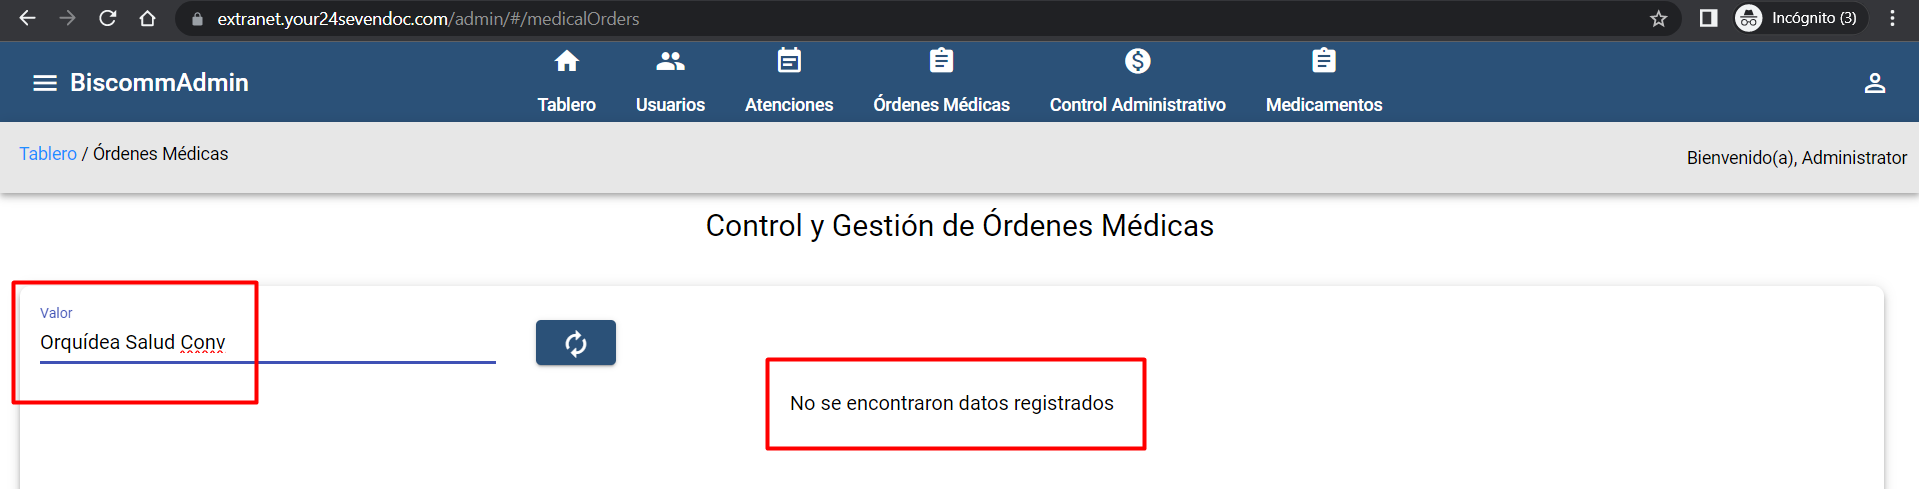 extranet.your24sevendoc.com/admin/#/medicalOrders
Incógnito (3)
BiscommAdmin
Tablero
Usuarios
Atenciones
Órdenes Médicas
Control Administrativo
Medicamentos
Tablero / Órdenes Médicas
Bienvenido(a), Administrator
Control y Gestión de Órdenes Médicas
Valor
Orquídea Salud Conv
No se encontraron datos registrados